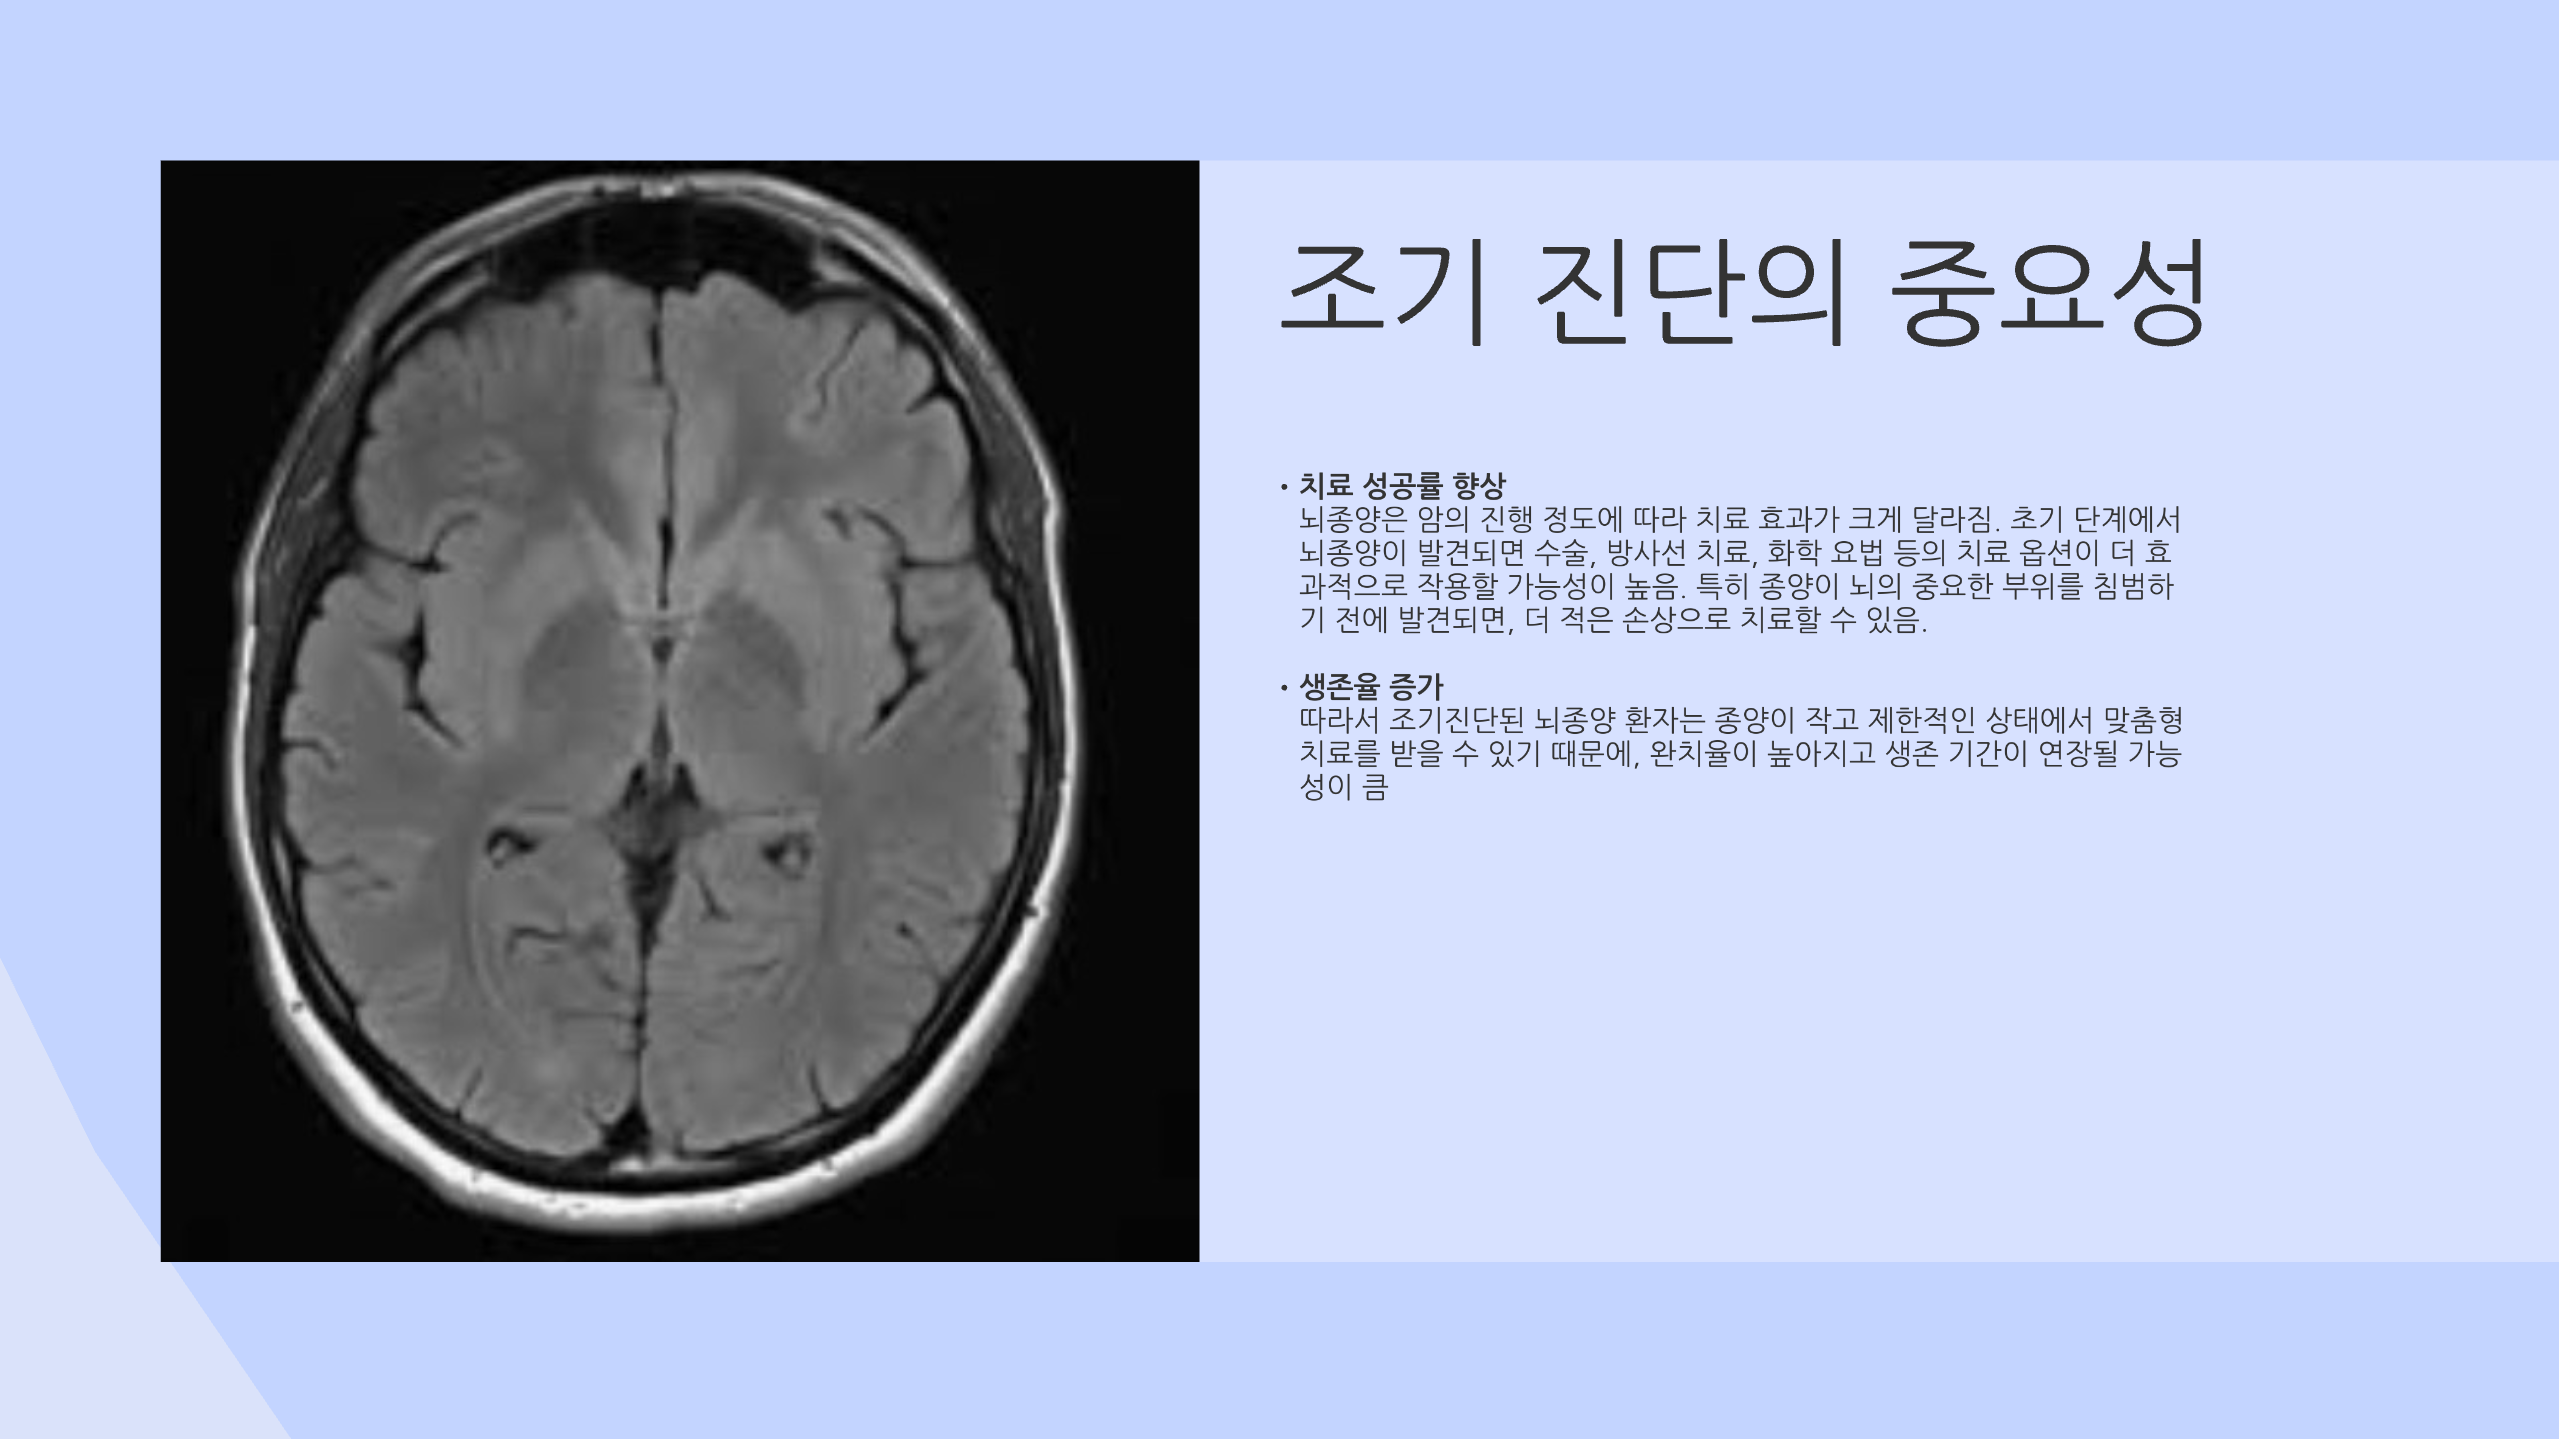 조기 진단의 중요성
• 치료 성공률 향상
뇌종양은 암의 진행 정도에 따라 치료 효과가 크게 달라짐. 초기 단계에서
뇌종양이 발견되면 수술, 방사선 치료, 화학 요법 등의 치료 옵션이 더 효
과적으로 작용할 가능성이 높음. 특히 종양이 뇌의 중요한 부위를 침범하
기 전에 발견되면, 더 적은 손상으로 치료할 수 있음.
• 생존율 증가
따라서 조기진단된 뇌종양 환자는 종양이 작고 제한적인 상태에서 맞춤형
치료를 받을 수 있기 때문에, 완치율이 높아지고 생존 기간이 연장될 가능
성이 큼